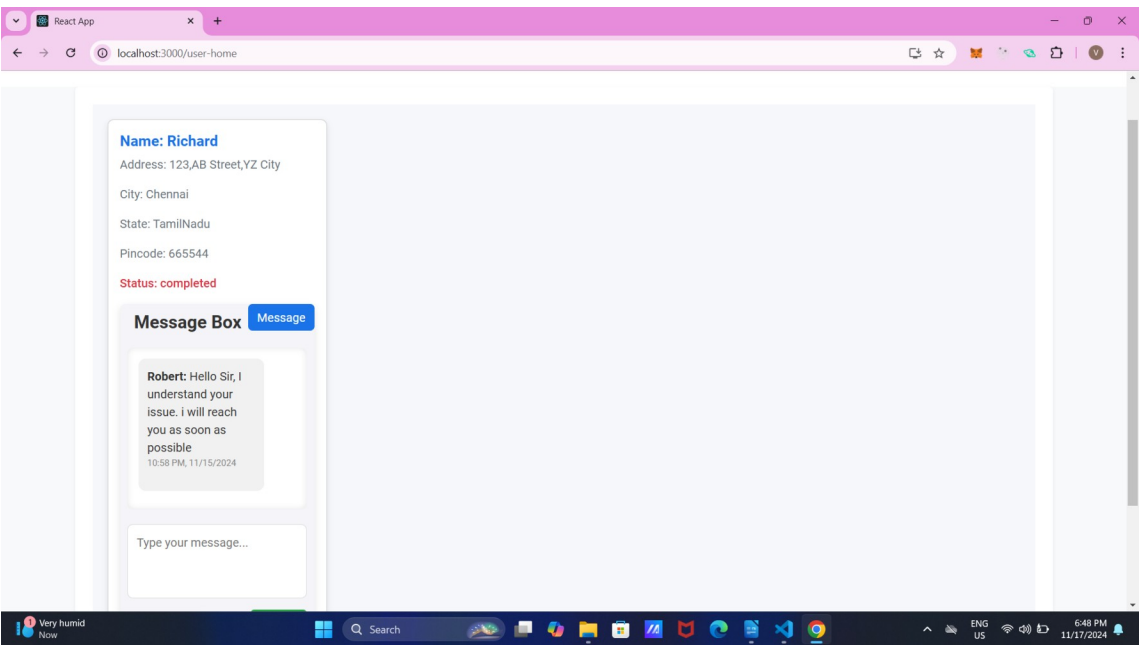 React App
localhost:3000/user-home
V
Name: Richard
Address: 123,AB Street,YZ City
City: Chennai
State: TamilNadu
Pincode: 665544
Status: completed
Message Box
Message
Robert: Hello Sir, I
understand your
issue. i will reach
you as soon as
possible
10:58 PM, 11/15/2024
Type your message...
1
Very humid
Now
Search
ENG
US
6:48 PM
11/17/2024